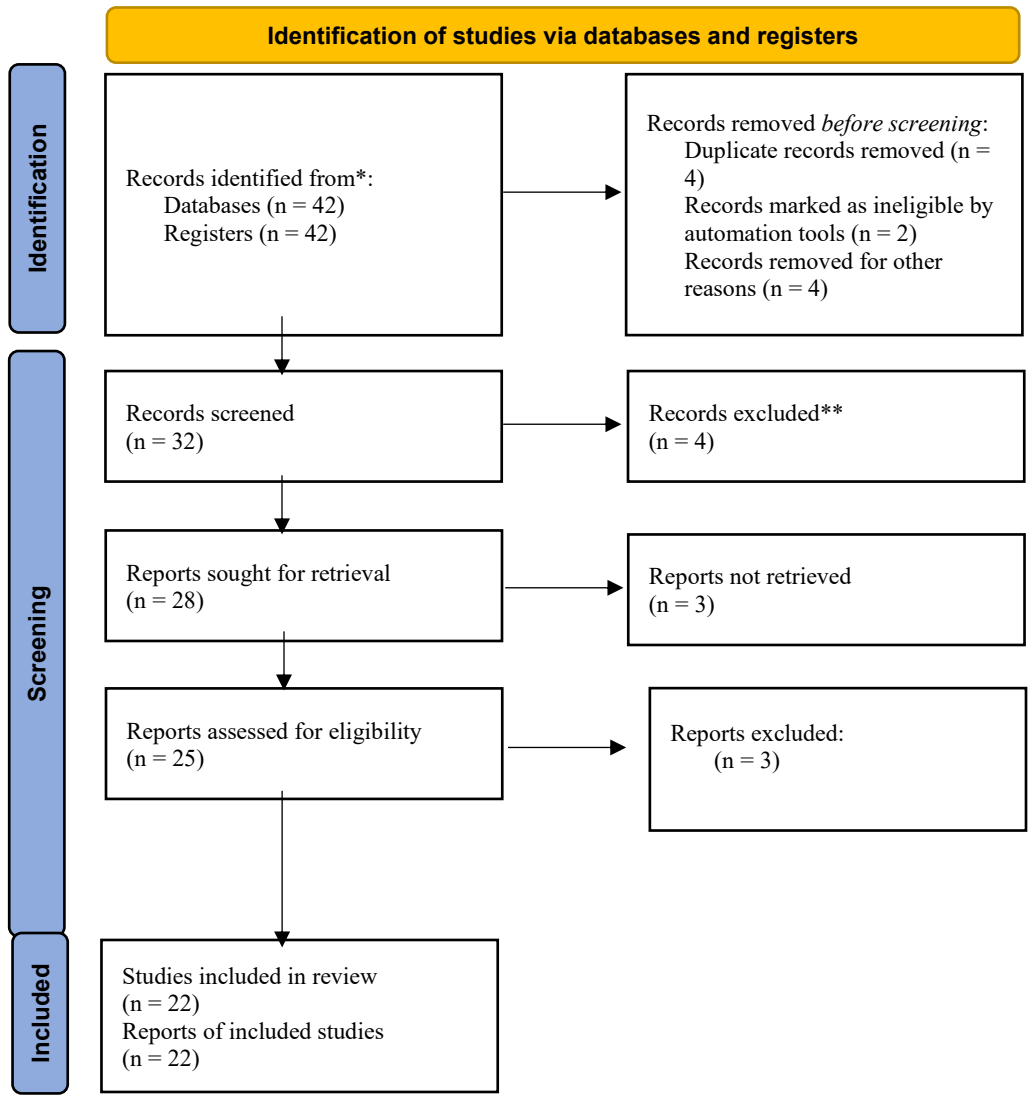 Identification of studies via databases and registers
Identification
Records identified from*:
Databases (n = 42)
Registers (n = 42)
Records removed before screening:
Duplicate records removed (n =
4)
Records marked as ineligible by
automation tools (n = 2)
Records removed for other
reasons (n = 4)
Screening
Records screened
(n = 32)
Records excluded**
(n = 4)
Reports sought for retrieval
(n = 28)
Reports not retrieved
(n = 3)
Reports assessed for eligibility
(n = 25)
Reports excluded:
(n = 3)
Included
Studies included in review
(n = 22)
Reports of included studies
(n = 22)